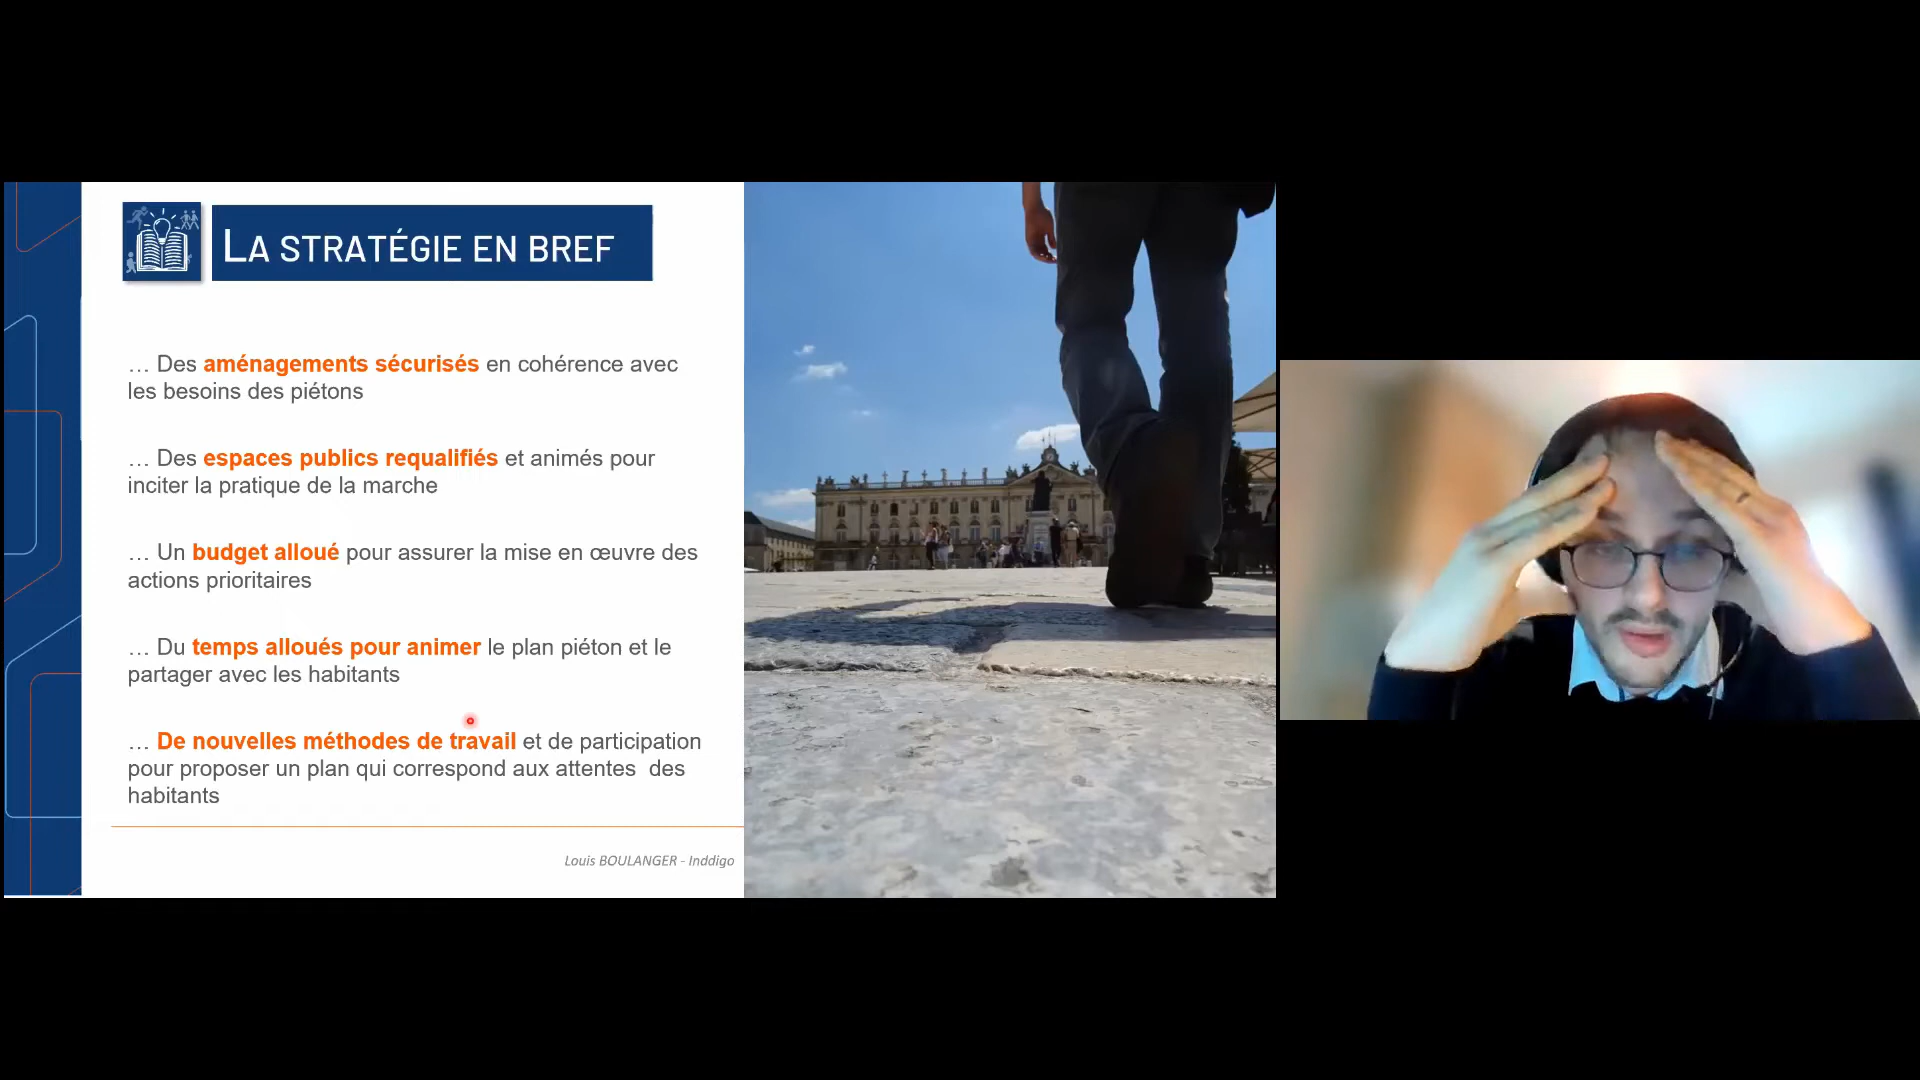 LA STRATÉGIE EN BREF
… Des aménagements sécurisés en cohérence avec
les besoins des piétons
… Des espaces publics requalifiés et animés pour
inciter la pratique de la marche
… Un budget alloué pour assurer la mise en œuvre des
actions prioritaires
… Du temps alloués pour animer le plan piéton et le
partager avec les habitants
… De nouvelles méthodes de travail et de participation
pour proposer un plan qui correspond aux attentes  des
habitants
Louis BOULANGER - Inddigo